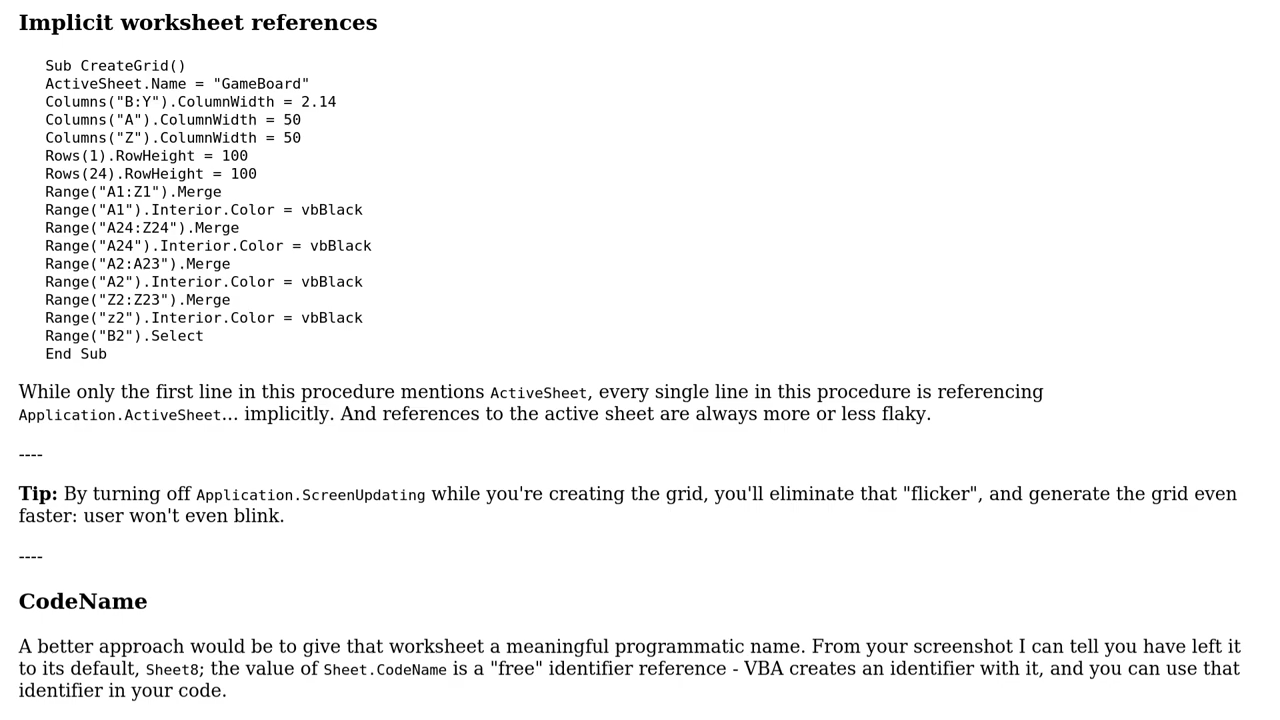 Implicit worksheet references
Sub CreateGrid()
ActiveSheet.Name = "GameBoard"
Columns("B:Y").ColumnWidth = 2.14
Columns("A").ColumnWidth = 50
Columns("Z").ColumnWidth = 50
Rows(1).RowHeight = 100
Rows(24).RowHeight = 100
Range("A1:Z1").Merge
Range("A1").Interior.Color = vbBlack
Range("A24:Z24").Merge
Range("A24").Interior.Color = vbBlack
Range("A2:A23").Merge
Range("A2").Interior.Color = vbBlack
Range("Z2:Z23").Merge
Range("z2").Interior.Color = vbBlack
Range("B2").Select
End Sub
While only the first line in this procedure mentions ActiveSheet, every single line in this procedure is referencing
Application.ActiveSheet... implicitly. And references to the active sheet are always more or less flaky.
----
Tip: By turning off Application.ScreenUpdating while you're creating the grid, you'll eliminate that "flicker", and generate the grid even
faster: user won't even blink.
----
CodeName
A better approach would be to give that worksheet a meaningful programmatic name. From your screenshot I can tell you have left it
to its default, Sheet8; the value of Sheet.CodeName is a "free" identifier reference - VBA creates an identifier with it, and you can use that
identifier in your code.